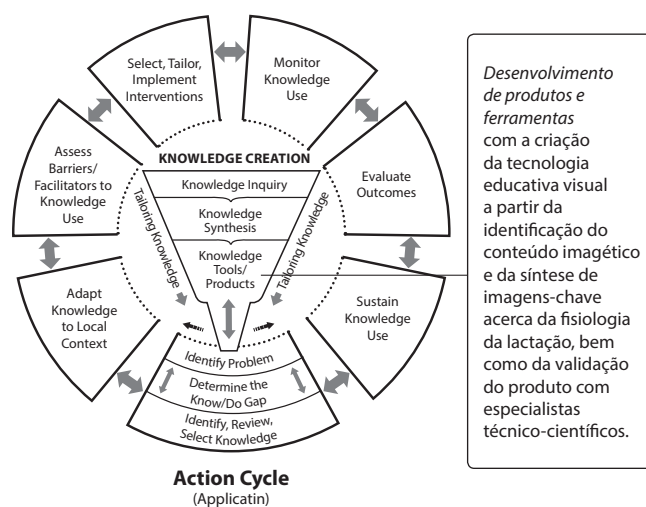 Select, Tailor,
Implement
Interventions
Monitor
Knowledge
Use
Assess
Barriers/
Facilitators to
Knowledge
Use
Evaluate
Outcomes
Adapt
Knowledge
to Local
Context
Sustain
Knowledge
Use
KNOWLEDGE CREATION
Knowledge Inquiry
Knowledge
Synthesis
Knowledge
Tools/
Products
Tailoring Knowledge
Tailoring Knowledge
Identify Problem
Determine the
Know/Do Gap
Identify, Review,
Select Knowledge
Action Cycle
(Applicatin)
Desenvolvimento
de produtos e
ferramentas
com a criação
da tecnologia
educativa visual
a partir da
identificação do
conteúdo imagético
e da síntese de
imagens-chave
acerca da fisiologia
da lactação, bem
como da validação
do produto com
especialistas
técnico-científicos.